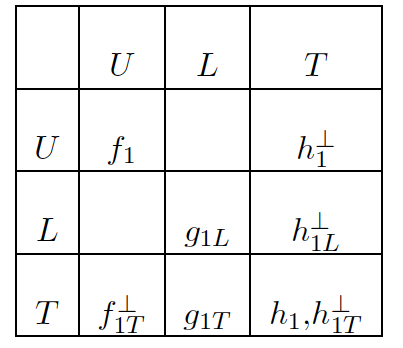 U L T
U f₁ h₁^⊥
L g₁L h₁L^⊥
T f₁T^⊥ g₁T h₁,h₁T^⊥